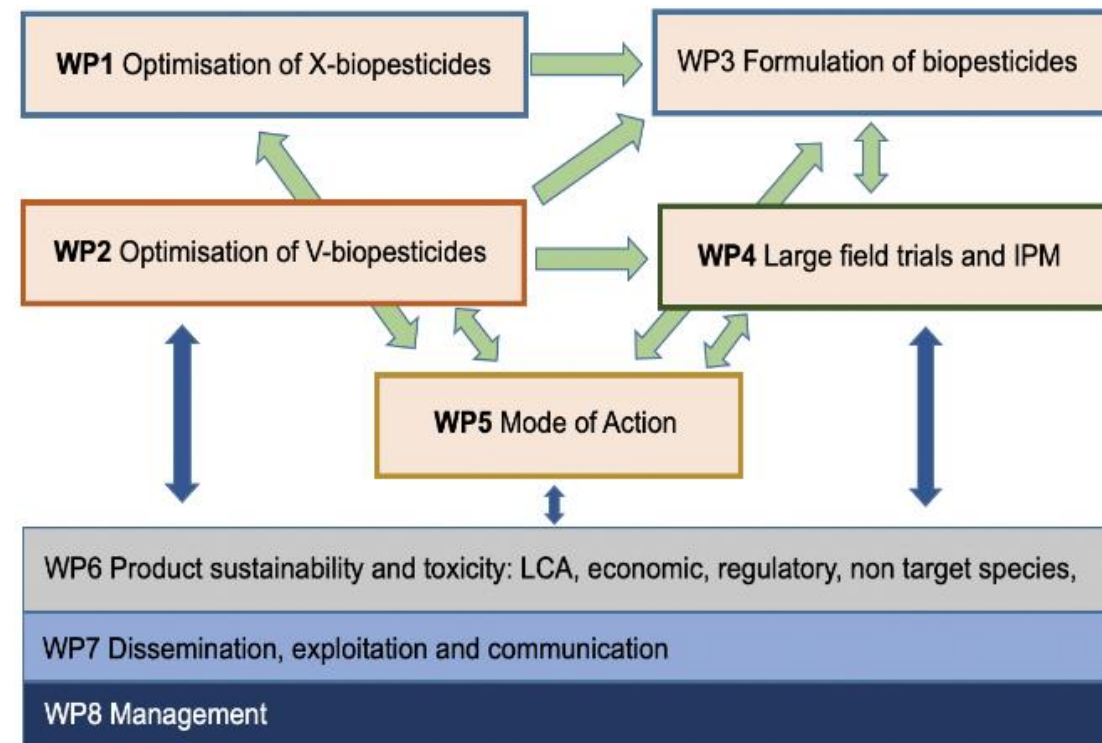 WP1 Optimisation of X-biopesticides
WP3 Formulation of biopesticides
WP2 Optimisation of V-biopesticides
WP4 Large field trials and IPM
WP5 Mode of Action
WP6 Product sustainability and toxicity: LCA, economic, regulatory, non target species,
WP7 Dissemination, exploitation and communication
WP8 Management